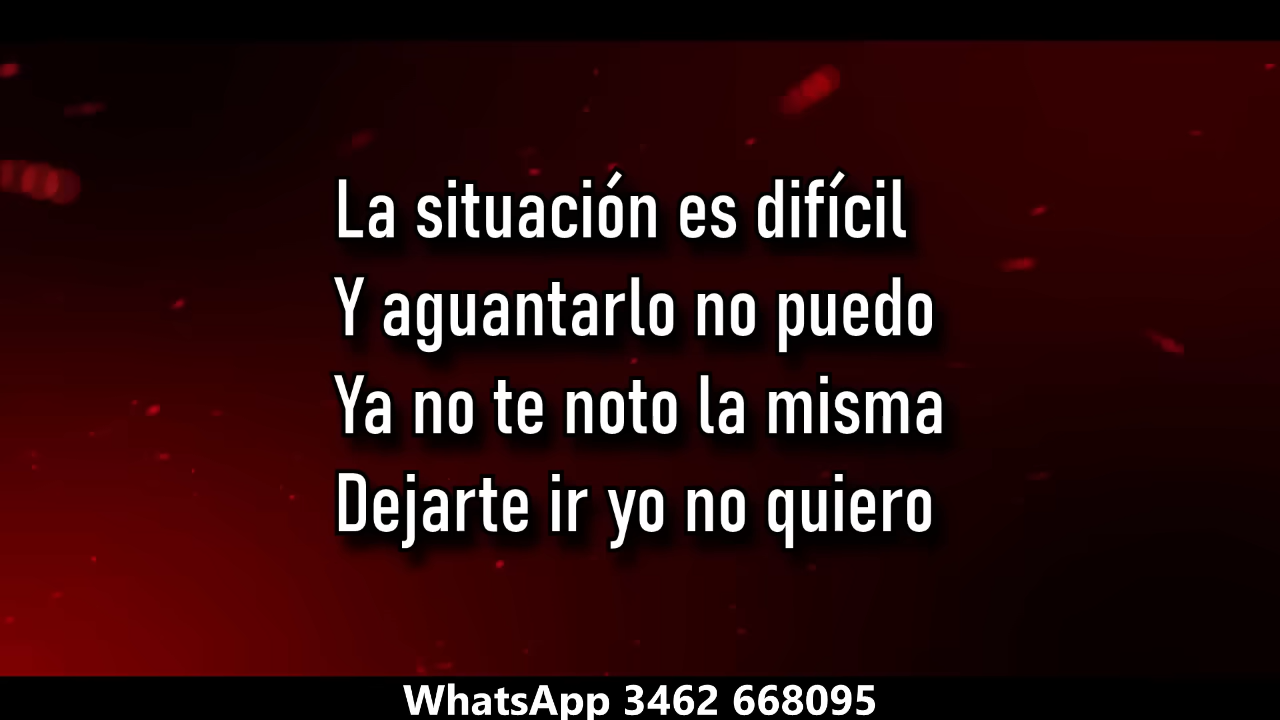 La situación es difícil
Y aguantarlo no puedo
Ya no te noto la misma
Dejarte ir yo no quiero
WhatsApp 3462 668095